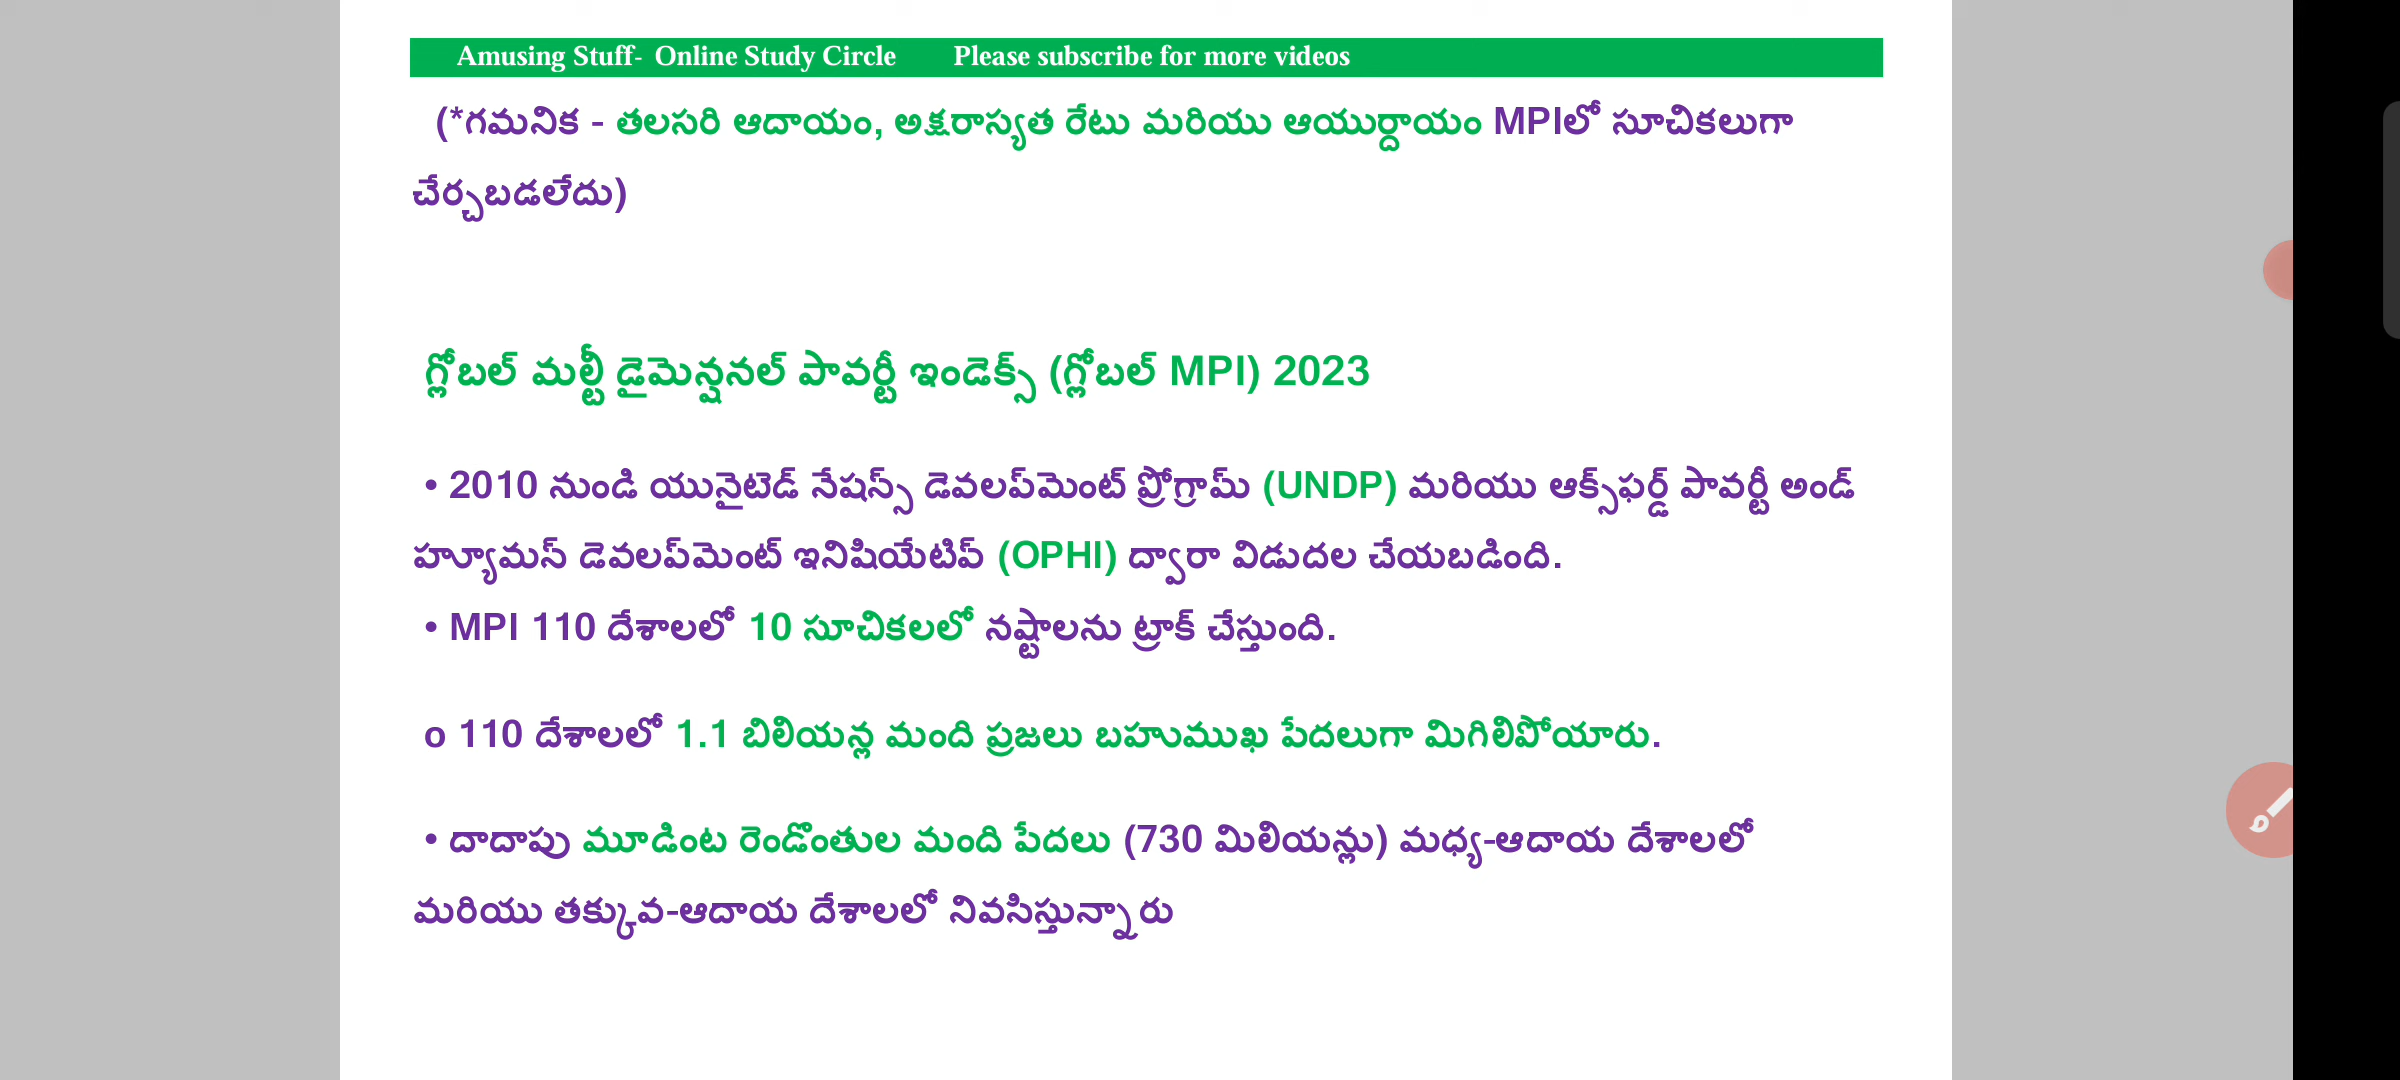 Amusing Stuff- Online Study Circle Please subscribe for more videos
(*గమనిక - తలసరి ఆదాయం, అక్షరాస్యత రేటు మరియు ఆయుర్దాయం MPIలో సూచికలుగా
చేర్చబడలేదు)
గ్లోబల్ మల్టీ డైమెన్షనల్ పావర్టీ ఇండెక్స్ (గ్లోబల్ MPI) 2023
• 2010 నుండి యునైటెడ్ నేషన్స్ డెవలప్‌మెంట్ ప్రోగ్రామ్ (UNDP) మరియు ఆక్స్‌ఫర్డ్ పావర్టీ అండ్
హ్యూమస్ డెవలప్‌మెంట్ ఇనిషియేటివ్ (OPHI) ద్వారా విడుదల చేయబడింది.
• MPI 110 దేశాలలో 10 సూచికలలో నష్టాలను ట్రాక్ చేస్తుంది.
o 110 దేశాలలో 1.1 బిలియన్ల మంది ప్రజలు బహుముఖ పేదలుగా మిగిలిపోయారు.
• దాదాపు మూడింట రెండొంతుల మంది పేదలు (730 మిలియన్లు) మధ్య-ఆదాయ దేశాలలో
మరియు తక్కువ-ఆదాయ దేశాలలో నివసిస్తున్నారు